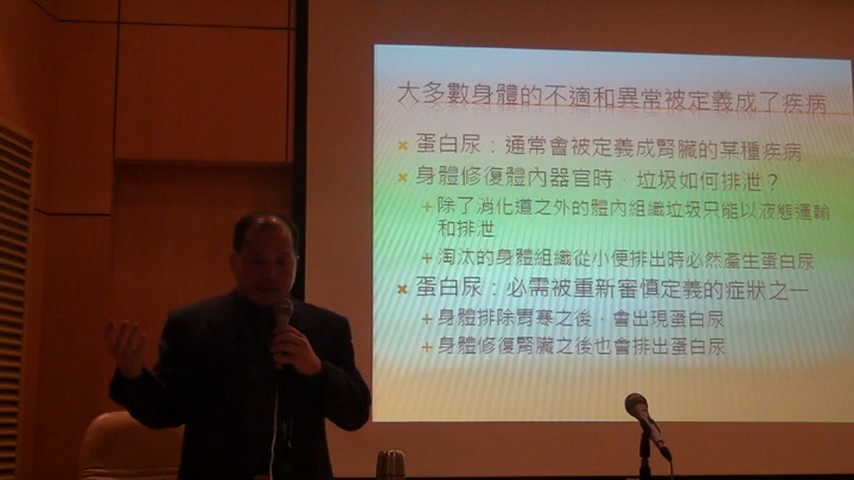 大多數身體的不適和異常被定義成了疾病
蛋白尿：通常會被定義成腎臟的某種疾病
身體修復體內器官時，垃圾如何排泄？
除了消化道之外的體內組織垃圾只能以液態運輸
和排泄
淘汰的身體組織從小便排出時必然產生蛋白尿
蛋白尿：必需被重新審慎定義的症狀之一
身體排除胃寒之後，會出現蛋白尿
身體修復腎臟之後也會排出蛋白尿